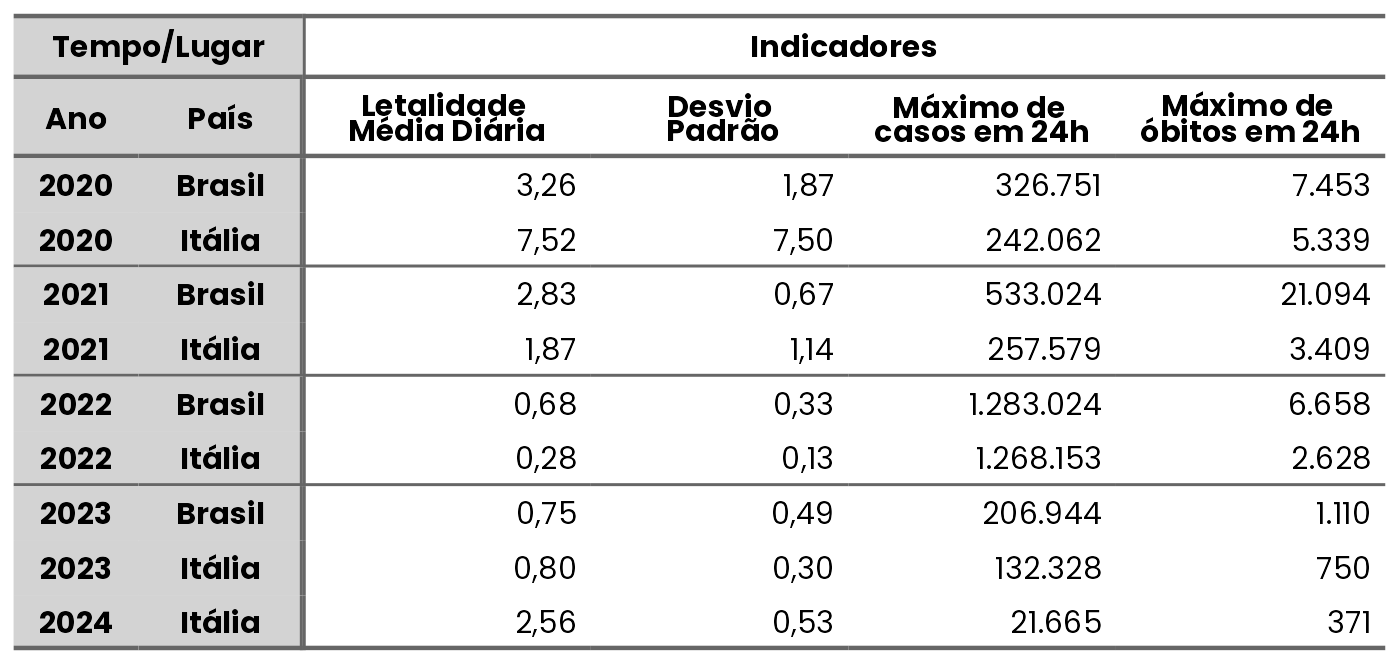 Tempo/Lugar Indicadores
Ano País Letalidade Média Diária Desvio Padrão Máximo de casos em 24h Máximo de óbitos em 24h
2020 Brasil 3,26 1,87 326.751 7.453
2020 Itália 7,52 7,50 242.062 5.339
2021 Brasil 2,83 0,67 533.024 21.094
2021 Itália 1,87 1,14 257.579 3.409
2022 Brasil 0,68 0,33 1.283.024 6.658
2022 Itália 0,28 0,13 1.268.153 2.628
2023 Brasil 0,75 0,49 206.944 1.110
2023 Itália 0,80 0,30 132.328 750
2024 Itália 2,56 0,53 21.665 371